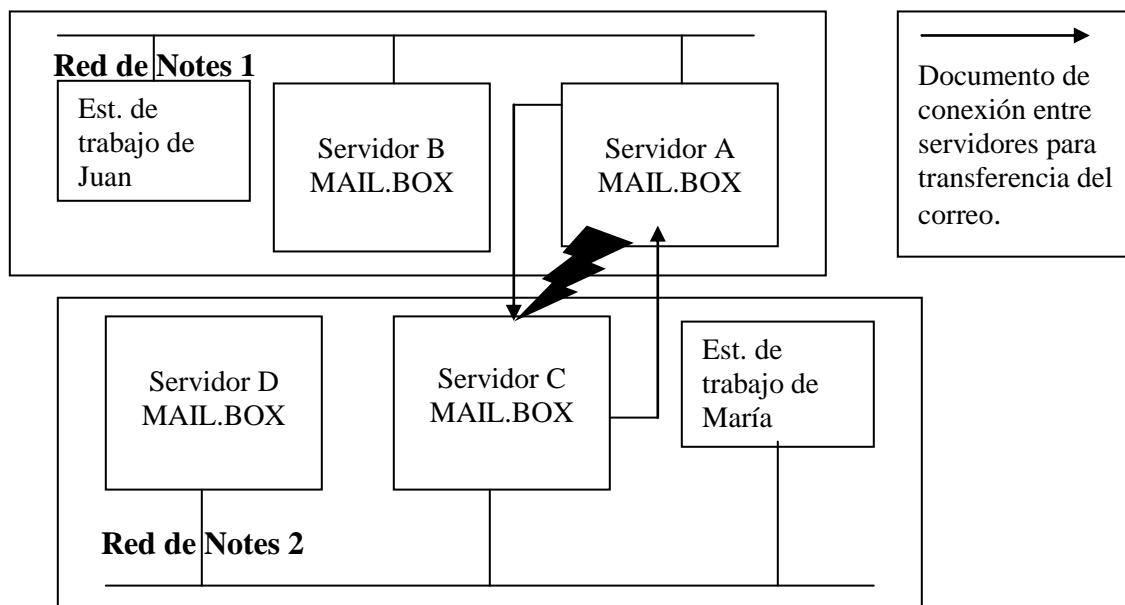 Red de Notes 1
Est. de
trabajo de
Juan
Servidor B
MAIL.BOX
Servidor A
MAIL.BOX
Documento de
conexión entre
servidores para
transferencia del
correo.
Servidor D
MAIL.BOX
Servidor C
MAIL.BOX
Est. de
trabajo de
María
Red de Notes 2